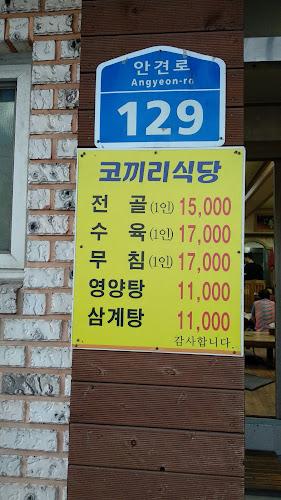 안견로
Angyeon-ro
129
코끼리식당
전 골(1인) 15,000
수 육(1인) 17,000
무 침(1인) 17,000
영양탕 11,000
삼계탕 11,000
감사합니다.